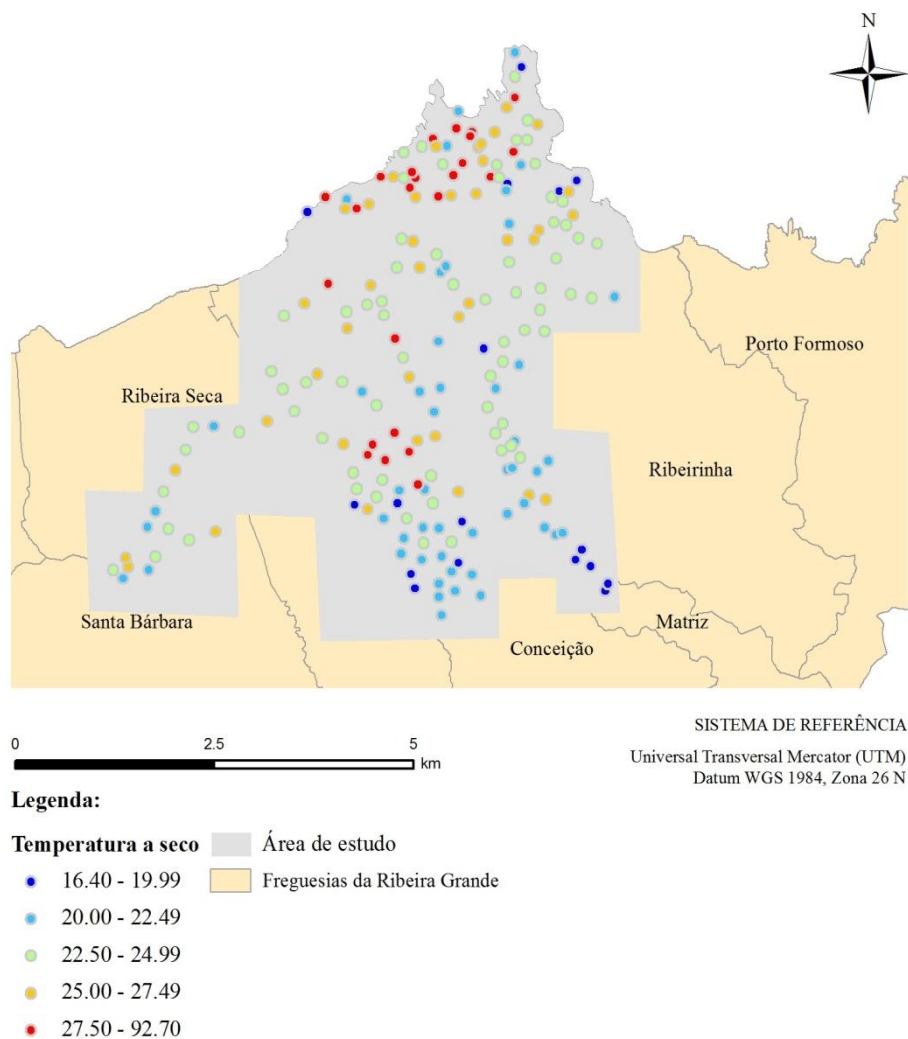 N
Porto Formoso
Ribeira Seca
Ribeirinha
Santa Bárbara
Matriz
Conceição
SISTEMA DE REFERÊNCIA
0 2.5 5
km
Universal Transversal Mercator (UTM)
Datum WGS 1984, Zona 26 N
Legenda:
Temperatura a seco Área de estudo
16.40 - 19.99 Freguesias da Ribeira Grande
20.00 - 22.49
22.50 - 24.99
25.00 - 27.49
27.50 - 92.70